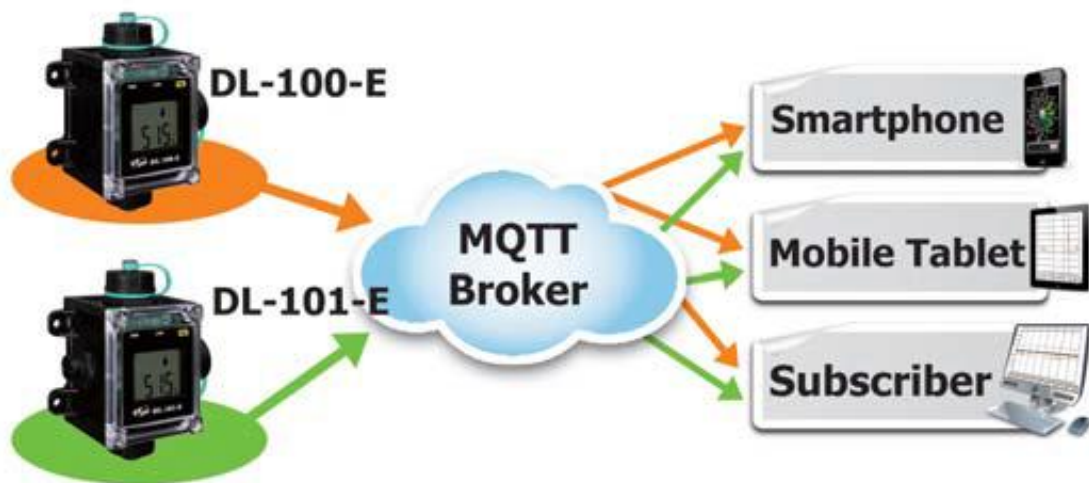 DL-100-E
DL-101-E
MQTT
Broker
Smartphone
Mobile Tablet
Subscriber